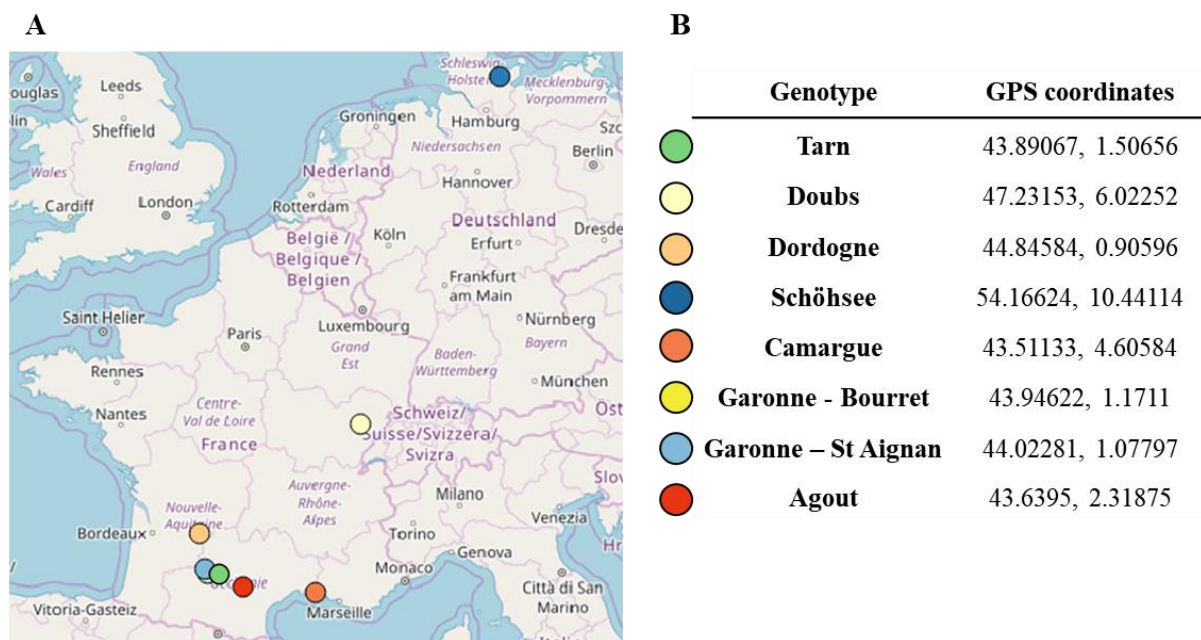 A
B
Leeds
ouglas
Sheffield
England
Wales
Cardiff
London
Groningen
Nederland
Rotterdam
België /
Belgique /
Belgien
Schleswig-
Holstein
Mecklenburg-
Vorpommern
Hamburg
Niedersachsen
Szc
Berlin
Hannover
Deutschland
Köln
Erfurt
Dresde
Frankfurt
am Main
Saint Helier
Paris
Luxembourg
Grand
Est
Nürnberg
Bayern
Baden-
Württemberg
München
Rennes
Nantes
Centre-
Val de Loire
France
Schweiz/
Suisse/Svizzera/
Svizra
Öst
Auvergne-
Rhône-
Alpes
Nouvelle-
Aquitaine
Bordeaux
Milano
Torino
Venezia
Slov
Hr
Genova
Monaco
Marseille
Città di San
Marino
Vitoria-Gasteiz
Genotype GPS coordinates
Tarn 43.89067, 1.50656
Doubs 47.23153, 6.02252
Dordogne 44.84584, 0.90596
Schöhsee 54.16624, 10.44114
Camargue 43.51133, 4.60584
Garonne - Bourret 43.94622, 1.1711
Garonne – St Aignan 44.02281, 1.07797
Agout 43.6395, 2.31875